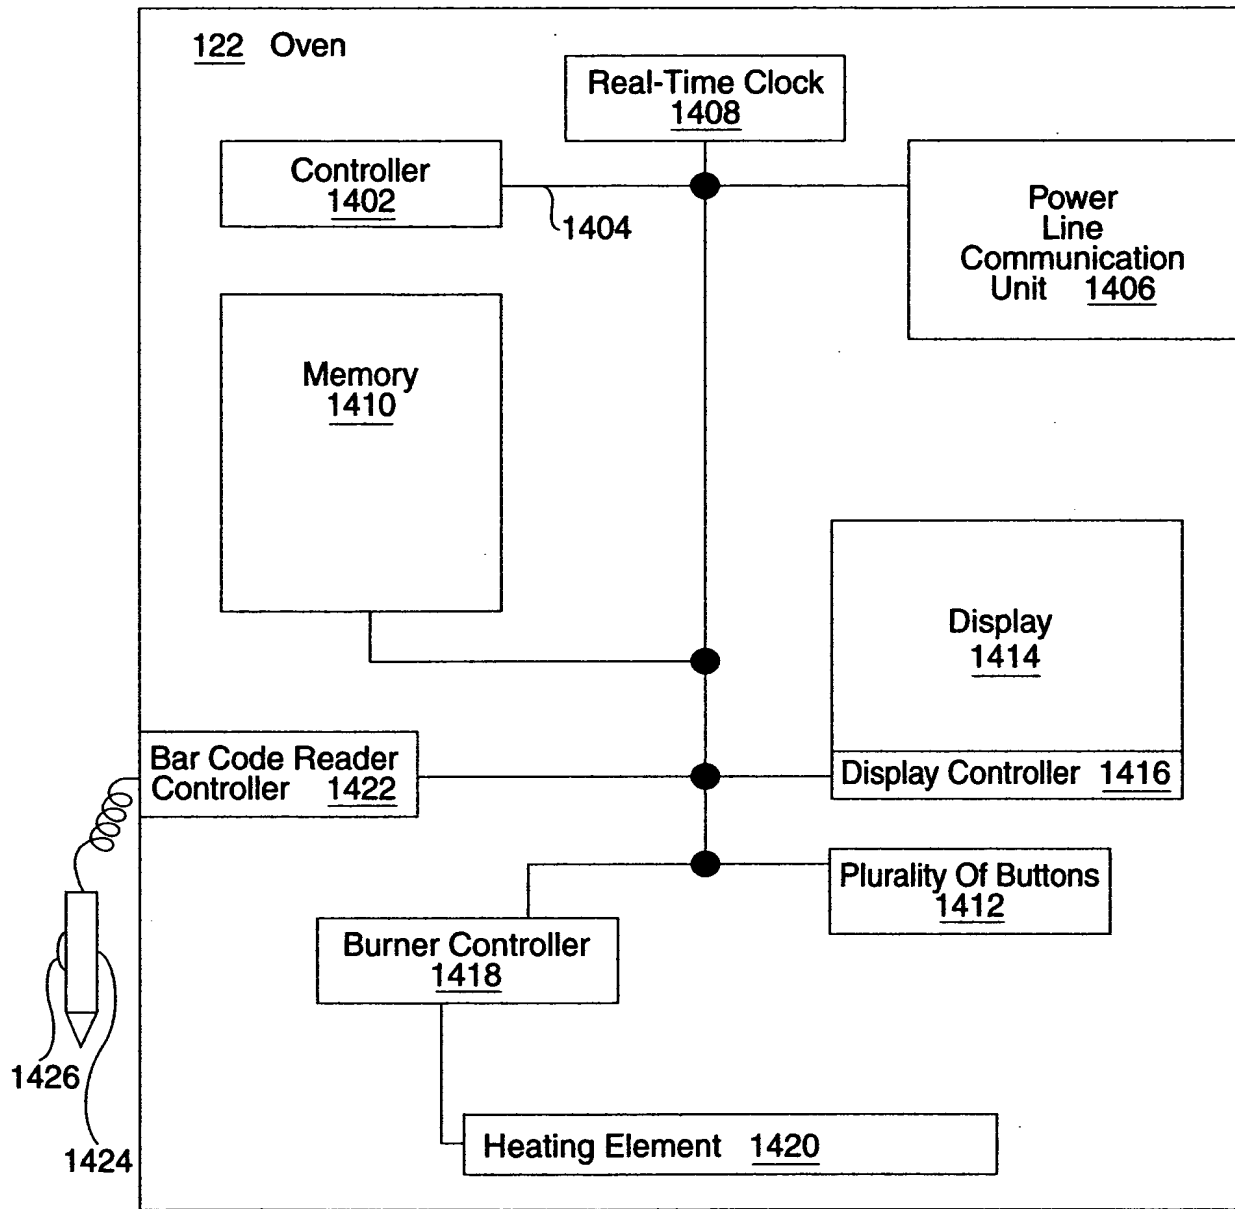 122 Oven
Real-Time Clock
1408
Controller
1402
1404
Power
Line
Communication
Unit 1406
Memory
1410
Display
1414
Bar Code Reader
Controller 1422
Display Controller 1416
Plurality Of Buttons
1412
Burner Controller
1418
1426
1424
Heating Element 1420